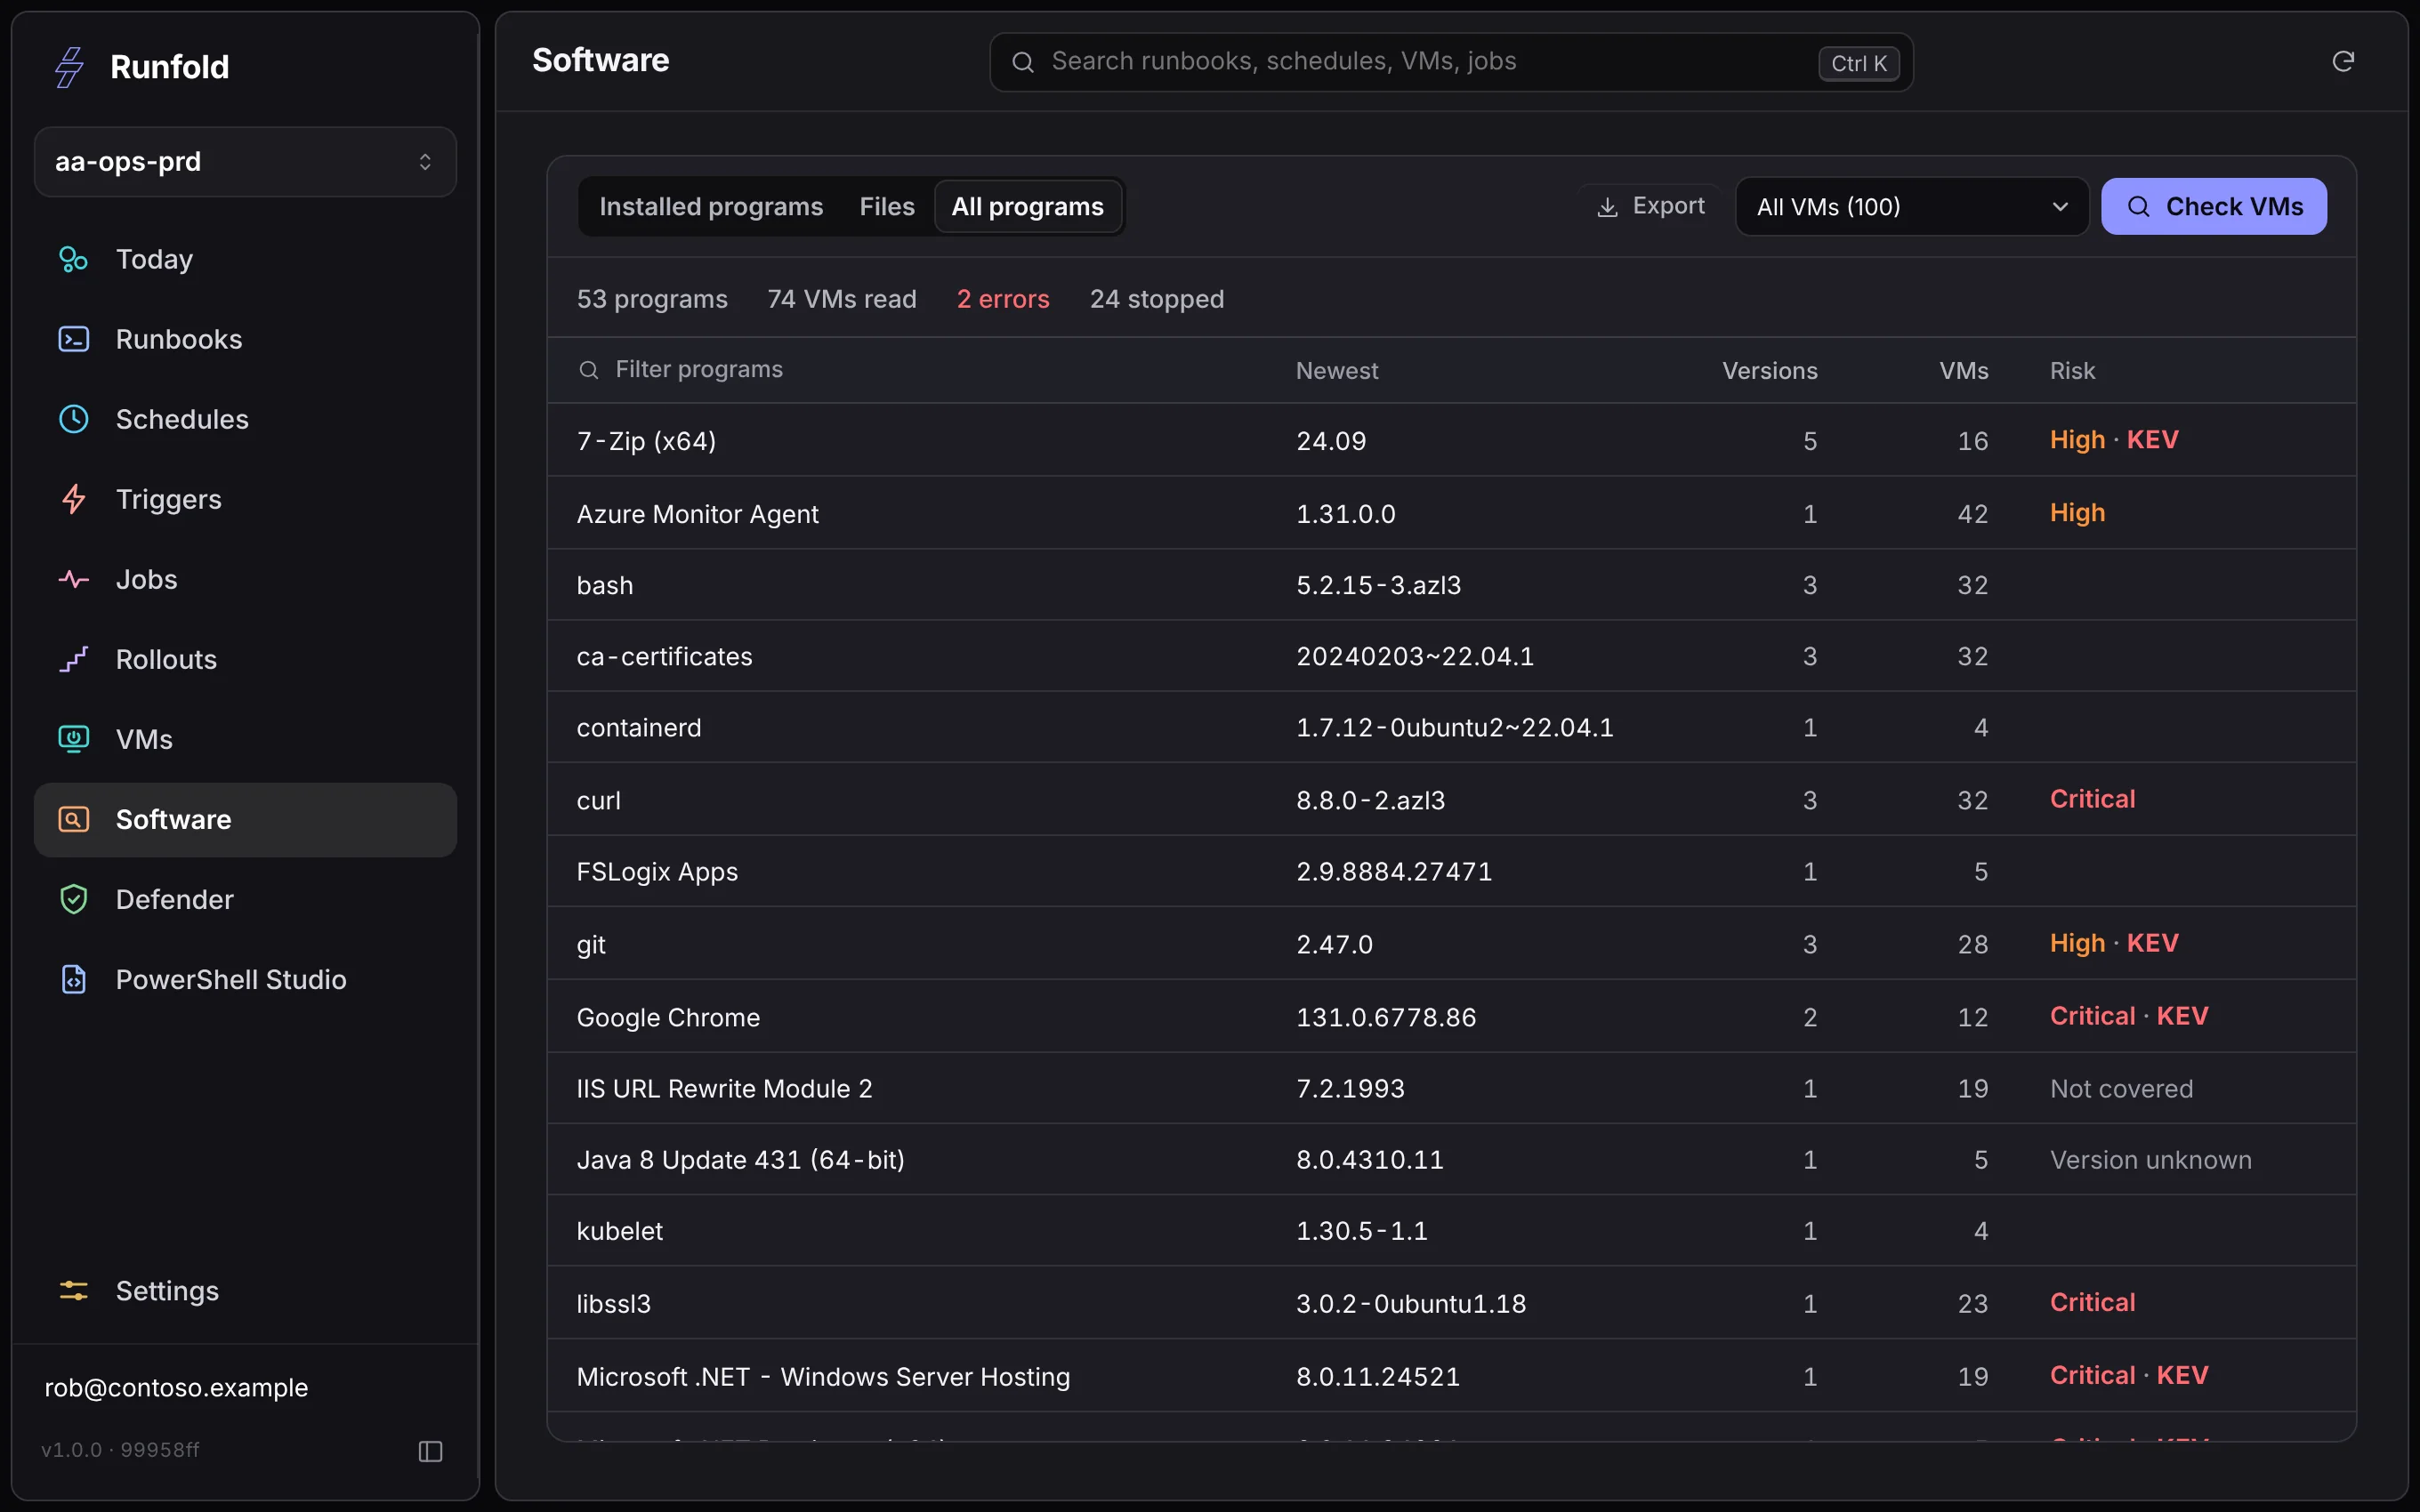 Runfold
aa-ops-prd
Today
Runbooks
Schedules
Triggers
Jobs
Rollouts
VMs
Software
Defender
PowerShell Studio
Settings
rob@contoso.example
v1.0.0 · 99958ff
Software
Search runbooks, schedules, VMs, jobs Ctrl K
Installed programs Files All programs Export All VMs (100) Check VMs
53 programs 74 VMs read 2 errors 24 stopped
Filter programs Newest Versions VMs Risk
7-Zip (x64) 24.09 5 16 High · KEV
Azure Monitor Agent 1.31.0.0 1 42 High
bash 5.2.15-3.azl3 3 32
ca-certificates 20240203~22.04.1 3 32
containerd 1.7.12-0ubuntu2~22.04.1 1 4
curl 8.8.0-2.azl3 3 32 Critical
FSLogix Apps 2.9.8884.27471 1 5
git 2.47.0 3 28 High · KEV
Google Chrome 131.0.6778.86 2 12 Critical · KEV
IIS URL Rewrite Module 2 7.2.1993 1 19 Not covered
Java 8 Update 431 (64-bit) 8.0.4310.11 1 5 Version unknown
kubelet 1.30.5-1.1 1 4
libssl3 3.0.2-0ubuntu1.18 1 23 Critical
Microsoft .NET - Windows Server Hosting 8.0.11.24521 1 19 Critical · KEV